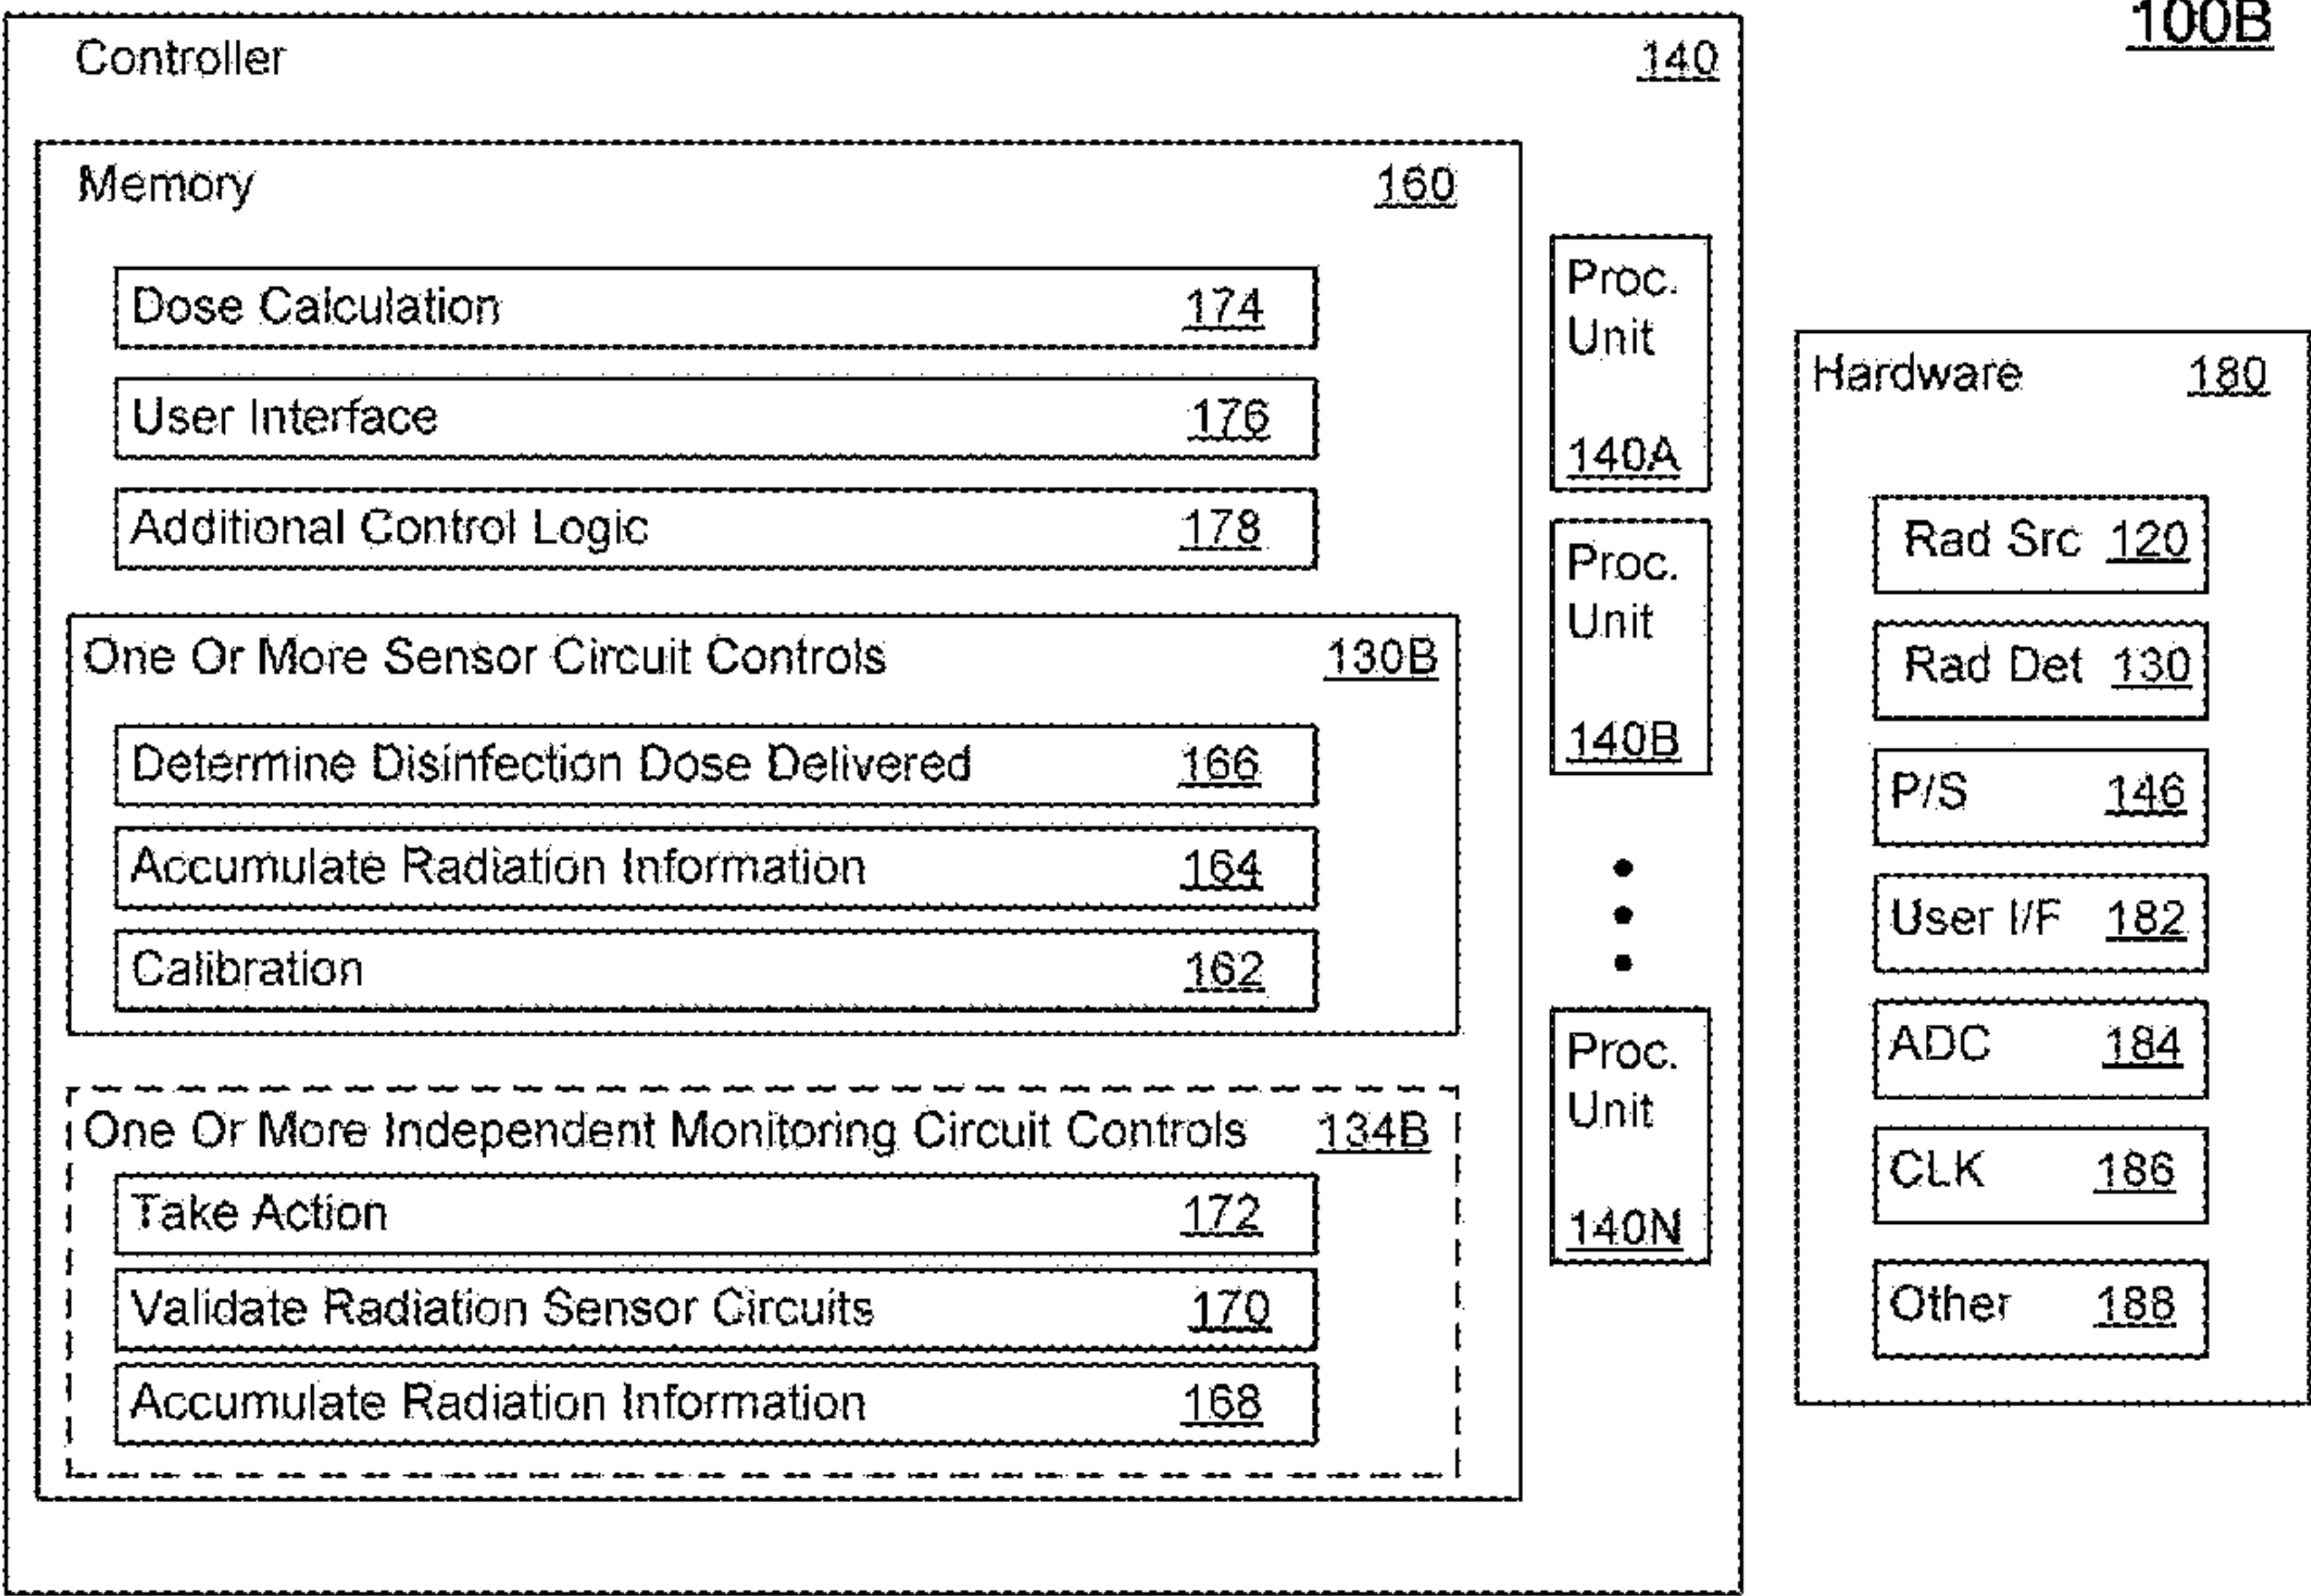 100B
Controller 140
Memory 160
Dose Calculation 174
User Interface 176
Additional Control Logic 178
One Or More Sensor Circuit Controls 130B
Determine Disinfection Dose Delivered 166
Accumulate Radiation Information 164
Calibration 162
One Or More Independent Monitoring Circuit Controls 134B
Take Action 172
Validate Radiation Sensor Circuits 170
Accumulate Radiation Information 168
Proc.
Unit
140A
Proc.
Unit
140B
Proc.
Unit
140N
Hardware 180
Rad Src 120
Rad Det 130
P/S 146
User I/F 182
ADC 184
CLK 186
Other 188